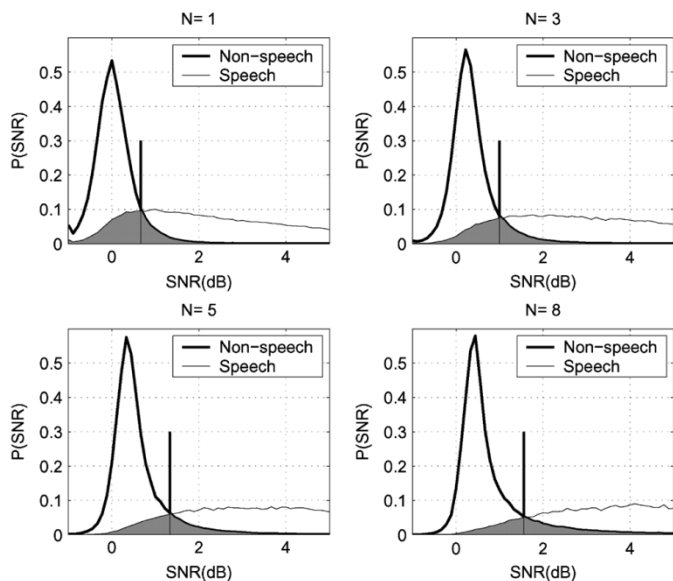 N= 1
N= 3
P(SNR)
0.5
0.4
0.3
0.2
0.1
0
Non-speech
Speech
0
2
4
SNR(dB)
P(SNR)
0.5
0.4
0.3
0.2
0.1
0
Non-speech
Speech
0
2
4
SNR(dB)
N= 5
N= 8
P(SNR)
0.5
0.4
0.3
0.2
0.1
0
Non-speech
Speech
0
2
4
SNR(dB)
P(SNR)
0.5
0.4
0.3
0.2
0.1
0
Non-speech
Speech
0
2
4
SNR(dB)